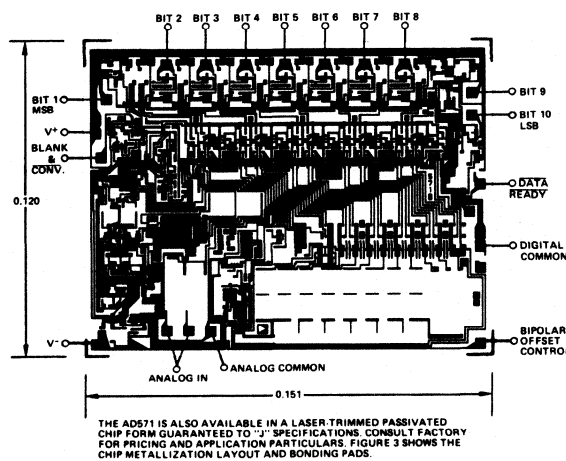 BIT 2 BIT 3 BIT 4 BIT 5 BIT 6 BIT 7 BIT 8
BIT 9
BIT 1
MSB
BIT 10
LSB
V+
BLANK
&
CONV.
DATA
READY
0.120
DIGITAL
COMMON
BIPOLAR
OFFSET
CONTRO
V-
ANALOG COMMON
ANALOG IN
0.151
THE AD571 IS ALSO AVAILABLE IN A LASER-TRIMMED PASSIVATED
CHIP FORM GUARANTEED TO "J" SPECIFICATIONS. CONSULT FACTORY
FOR PRICING AND APPLICATION PARTICULARS. FIGURE 3 SHOWS THE
CHIP METALLIZATION LAYOUT AND BONDING PADS.